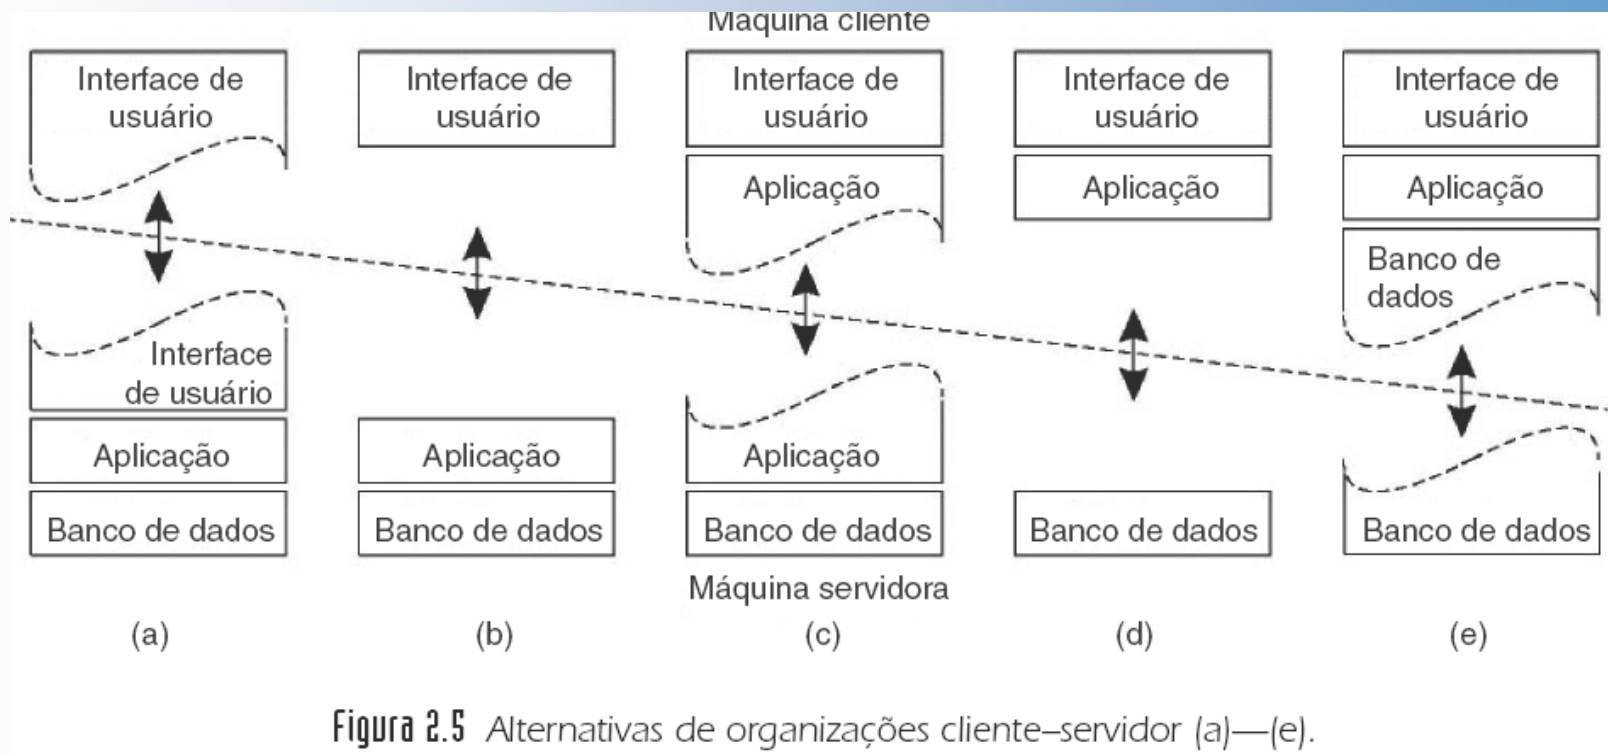 Máquina cliente
Interface de
usuário
Interface de
usuário
Interface de
usuário
Interface de
usuário
Interface de
usuário
Aplicação
Aplicação
Aplicação
Banco de
dados
Interface
de usuário
Aplicação
Aplicação
Aplicação
Banco de dados
Banco de dados
Banco de dados
Banco de dados
Banco de dados
Máquina servidora
(a)
(b)
(c)
(d)
(e)
Figura 2.5 Alternativas de organizações cliente–servidor (a)—(e).